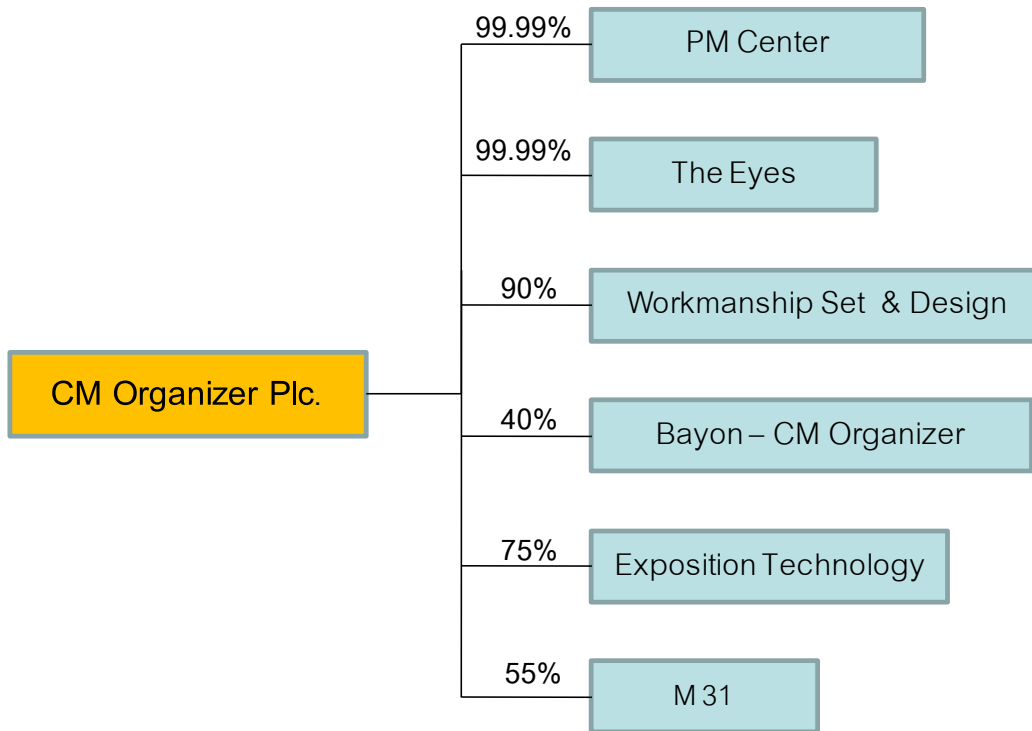 99.99%
PM Center
99.99%
The Eyes
90%
Workmanship Set & Design
CM Organizer Plc.
40%
Bayon – CM Organizer
75%
Exposition Technology
55%
M 31